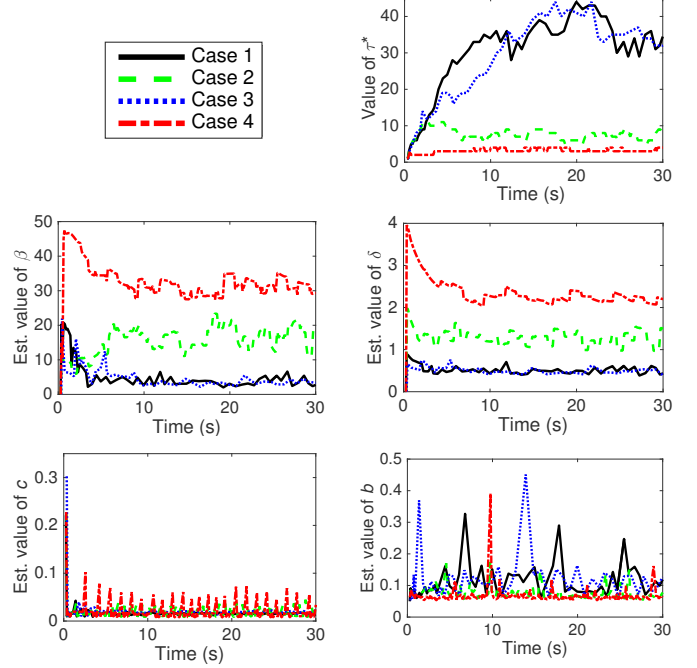 Case 1
Case 2
Case 3
Case 4
Value of τ*
40
30
20
10
0
0 10 20 30
Time (s)
Est. value of β
50
40
30
20
10
0
0 10 20 30
Time (s)
Est. value of δ
4
3
2
1
0
0 10 20 30
Time (s)
Est. value of c
0.3
0.2
0.1
0
0 10 20 30
Time (s)
Est. value of b
0.5
0.4
0.3
0.2
0.1
0
0 10 20 30
Time (s)